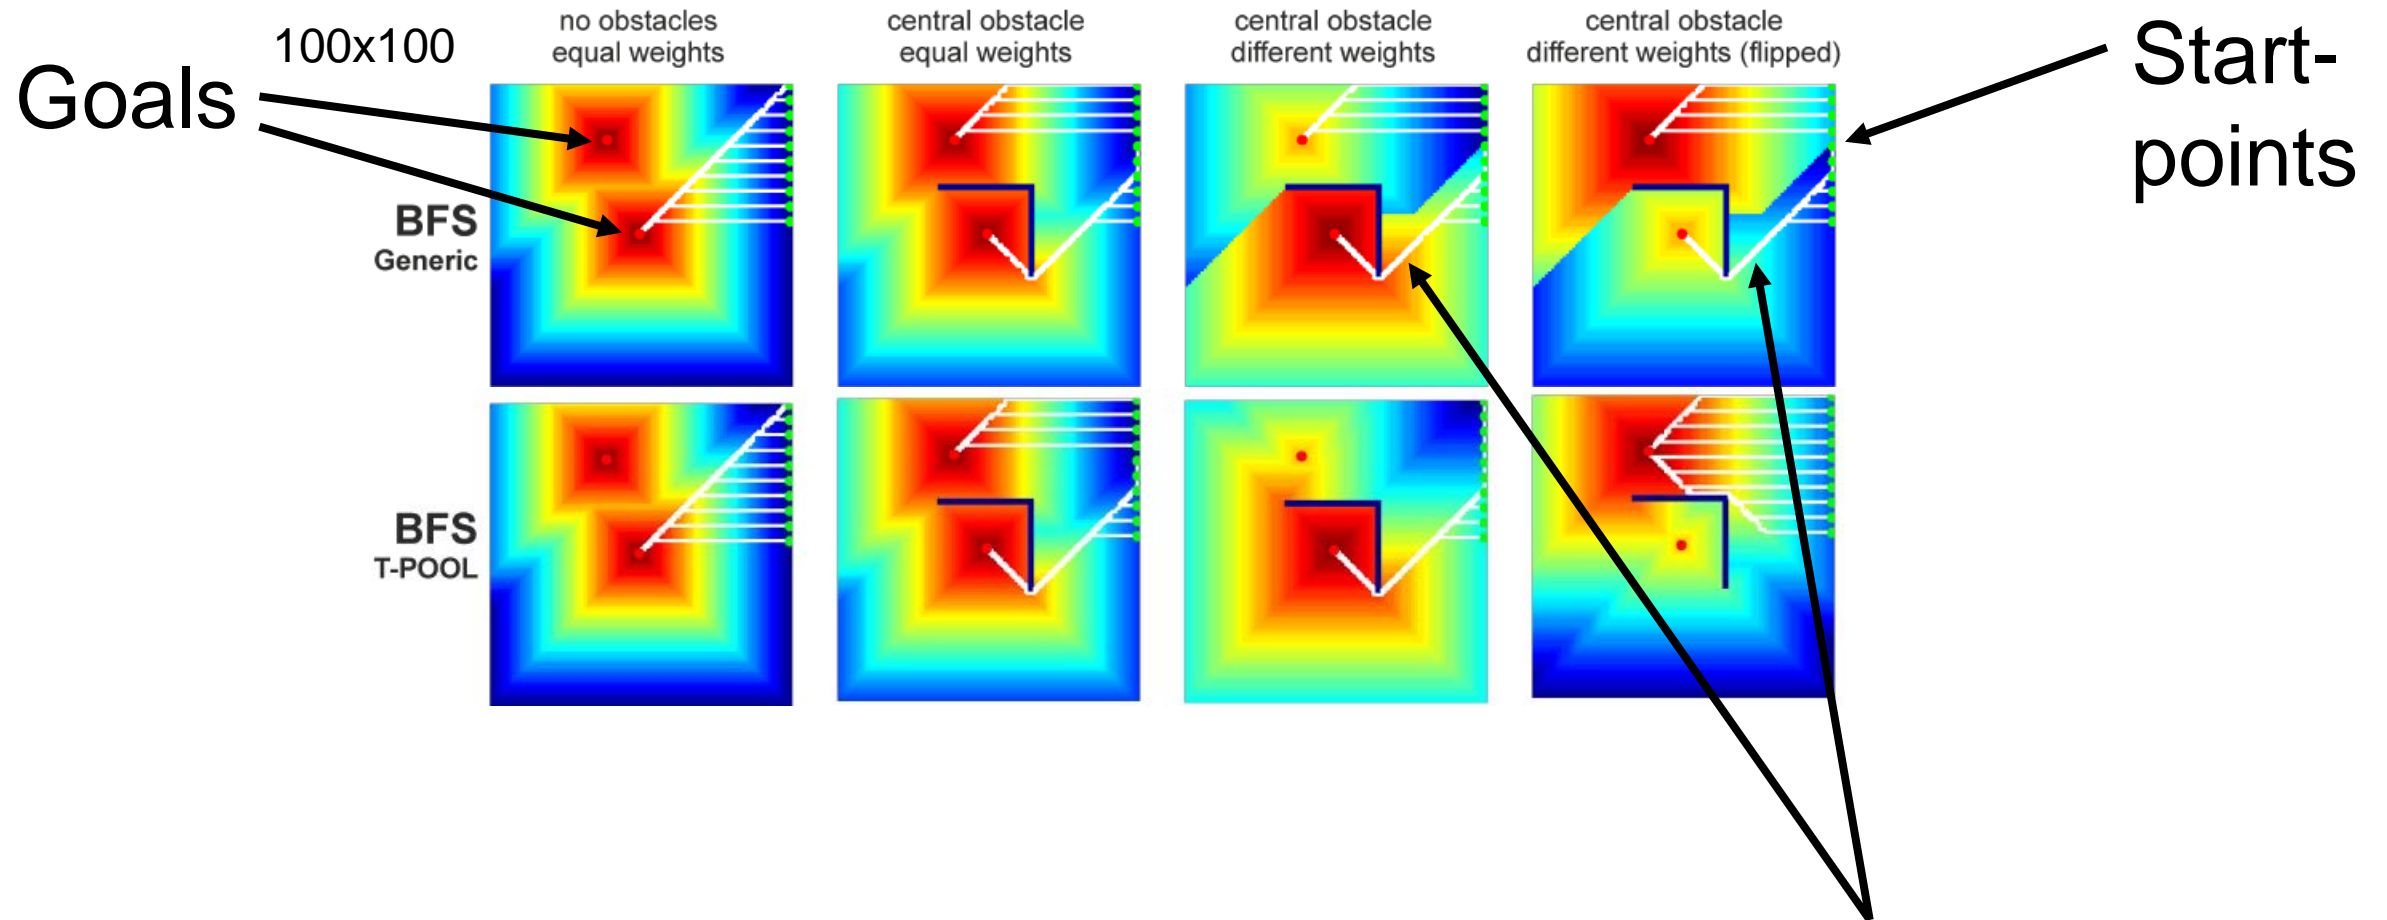 Goals
100x100
no obstacles
equal weights
central obstacle
equal weights
central obstacle
different weights
central obstacle
different weights (flipped)
Start-
points
BFS
Generic
BFS
T-POOL